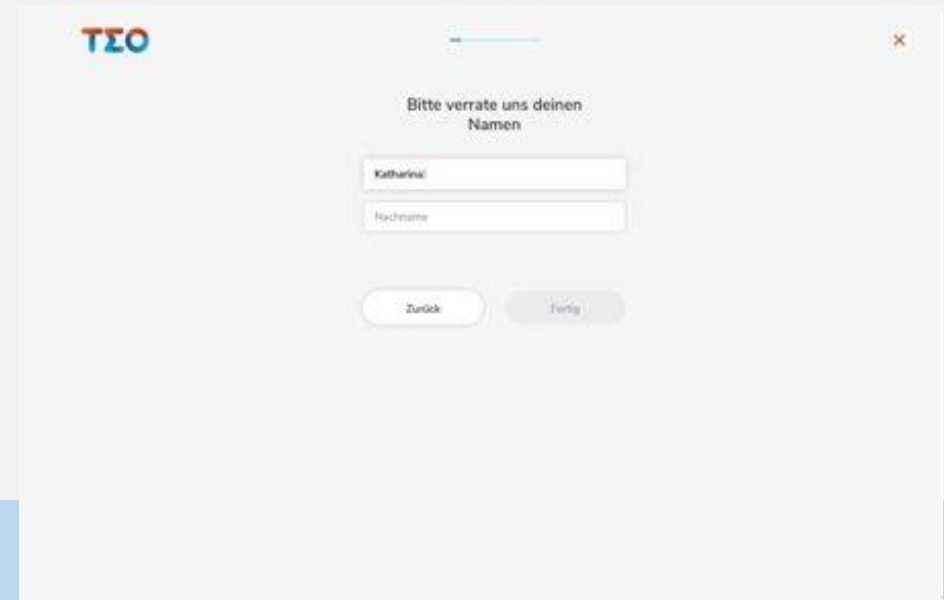 TΣO
Bitte verrate uns deinen
Namen
Katharina
Nachname
Zurück
Fertig